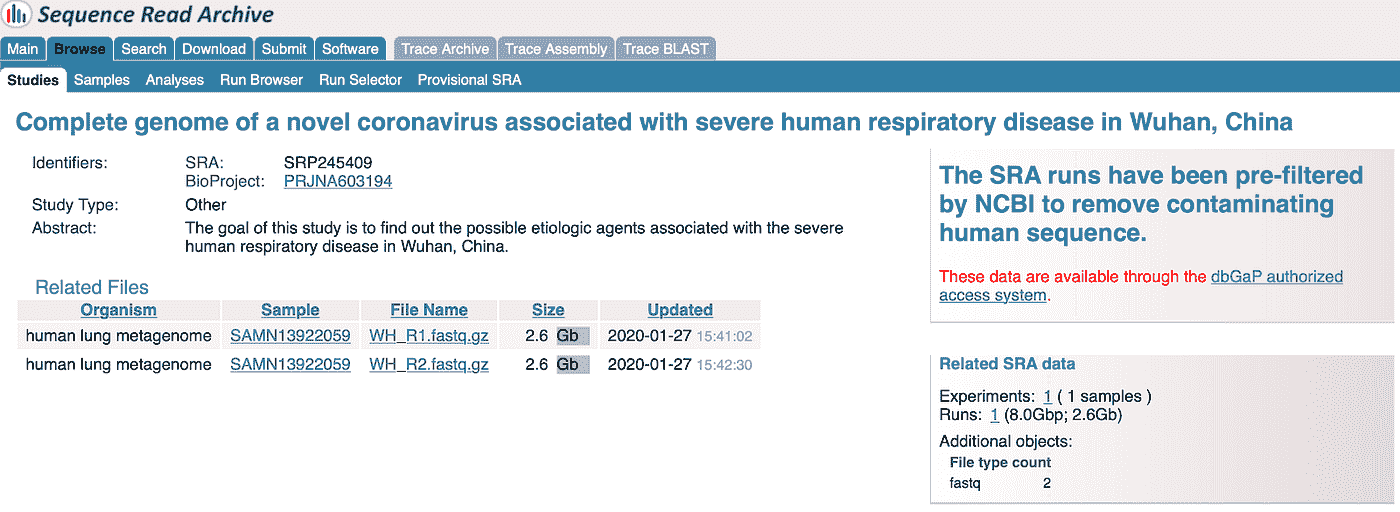 Sequence Read Archive
Main Browse Search Download Submit Software Trace Archive Trace Assembly Trace BLAST
Studies Samples Analyses Run Browser Run Selector Provisional SRA
Complete genome of a novel coronavirus associated with severe human respiratory disease in Wuhan, China
Identifiers: SRA: SRP245409
BioProject: PRJNA603194
Study Type: Other
Abstract: The goal of this study is to find out the possible etiologic agents associated with the severe
human respiratory disease in Wuhan, China.
Related Files
Organism Sample File Name Size Updated
human lung metagenome SAMN13922059 WH_R1.fastq.gz 2.6 Gb 2020-01-27 15:41:02
human lung metagenome SAMN13922059 WH_R2.fastq.gz 2.6 Gb 2020-01-27 15:42:30
The SRA runs have been pre-filtered
by NCBI to remove contaminating
human sequence.
These data are available through the dbGaP authorized
access system.
Related SRA data
Experiments: 1 ( 1 samples )
Runs: 1 (8.0Gbp; 2.6Gb)
Additional objects:
File type count
fastq 2